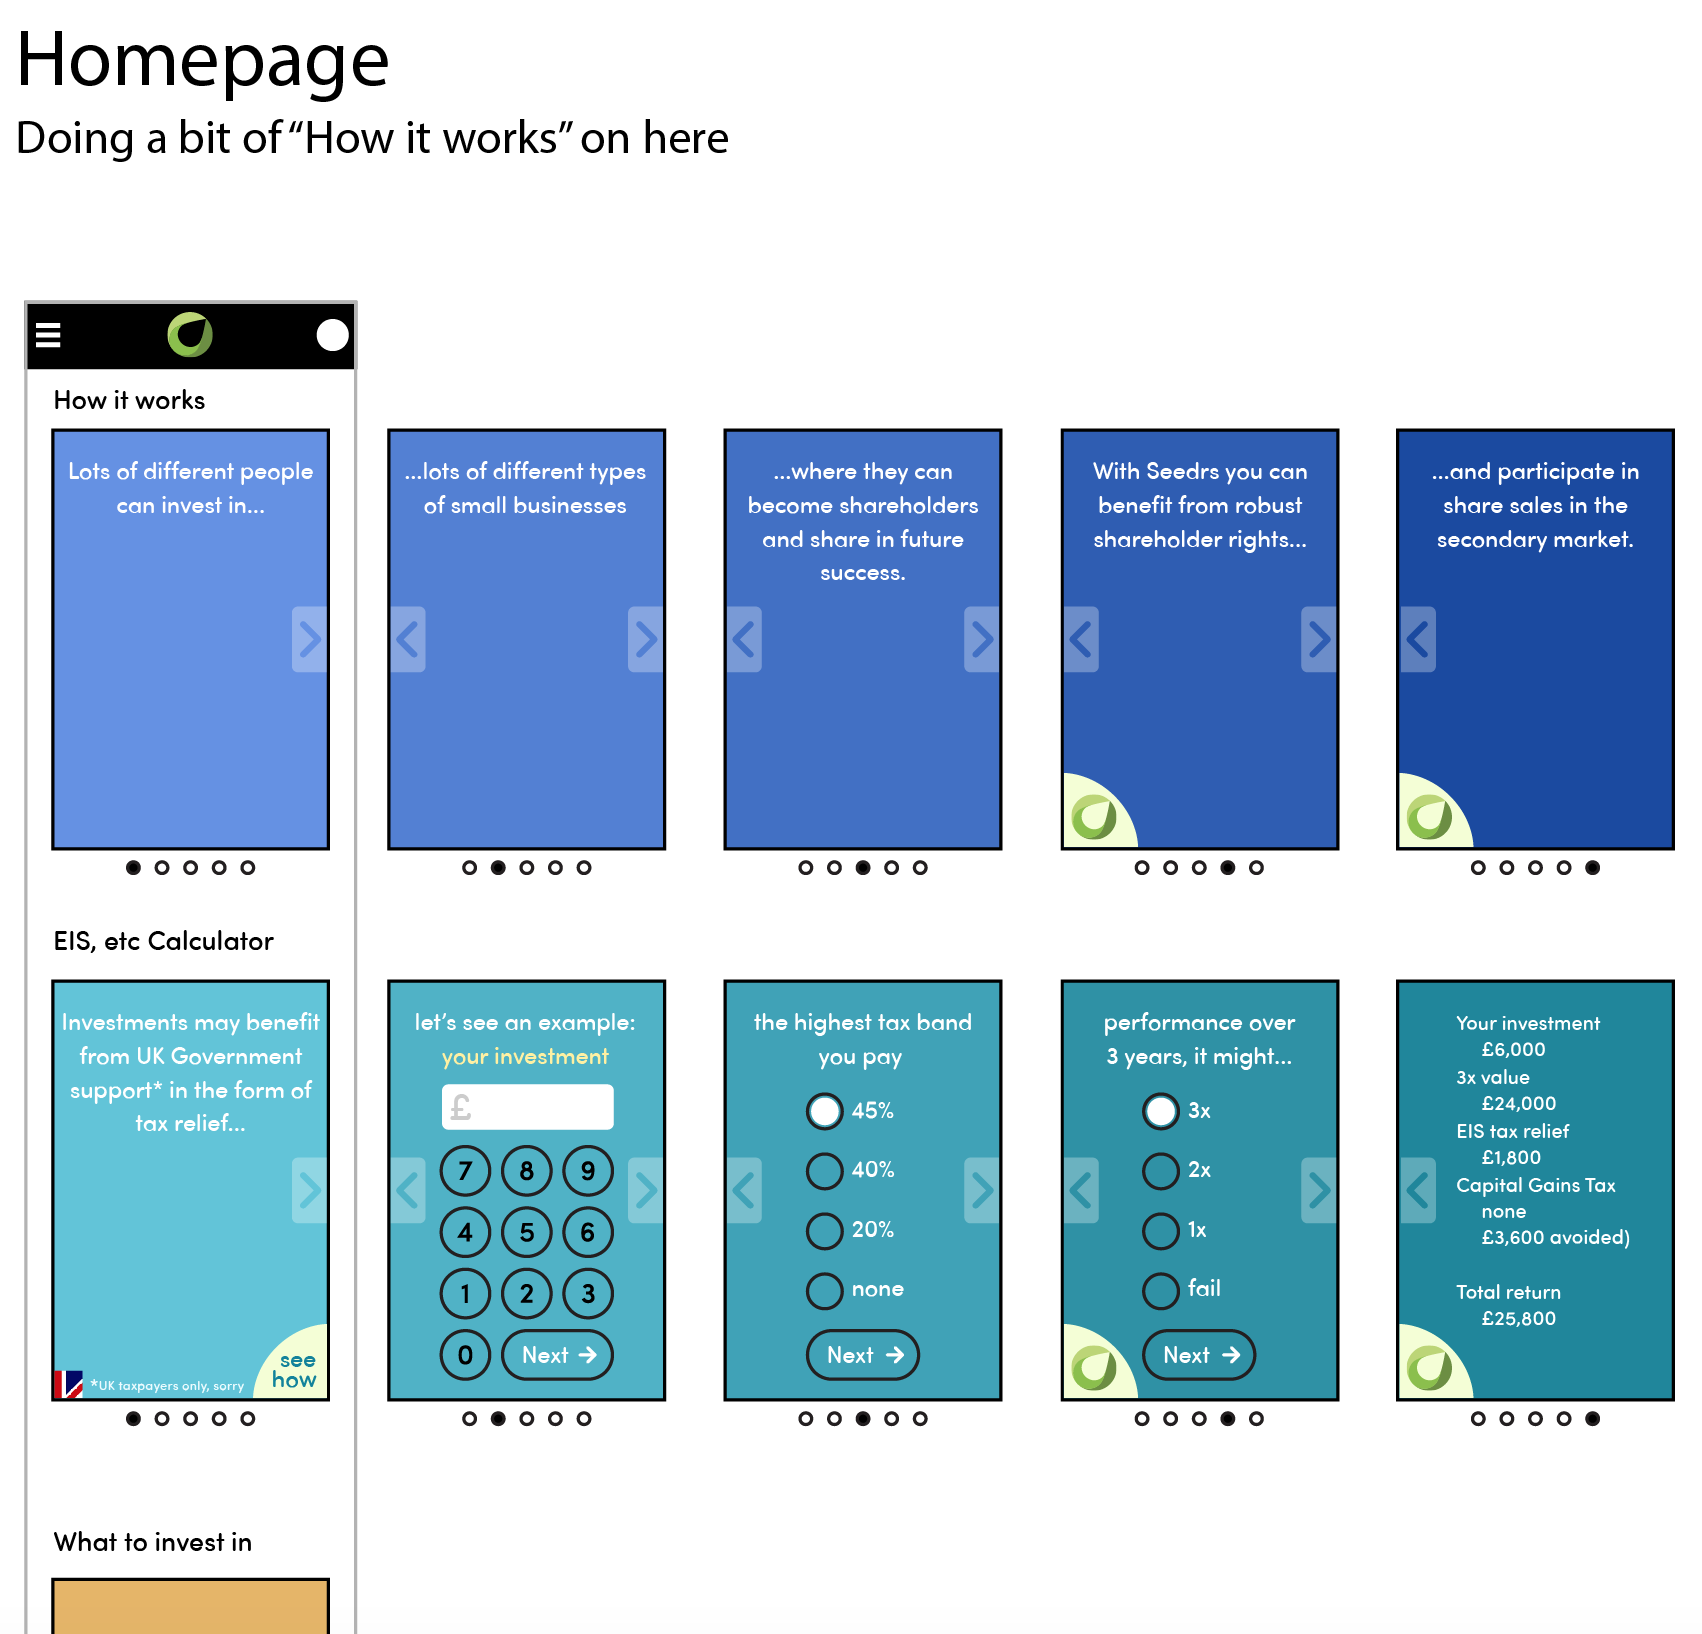 Homepage
Doing a bit of “How it works” on here
How it works
Lots of different people
can invest in...
...lots of different types
of small businesses
...where they can
become shareholders
and share in future
success.
With Seedrs you can
benefit from robust
shareholder rights...
...and participate in
share sales in the
secondary market.
EIS, etc Calculator
Investments may benefit
from UK Government
support* in the form of
tax relief...
see
how
*UK taxpayers only, sorry
let’s see an example:
your investment
£
7 8 9
4 5 6
1 2 3
0 Next →
the highest tax band
you pay
45%
40%
20%
none
Next →
performance over
3 years, it might...
3x
2x
1x
fail
Next →
Your investment
£6,000
3x value
£24,000
EIS tax relief
£1,800
Capital Gains Tax
none
£3,600 avoided)
Total return
£25,800
What to invest in